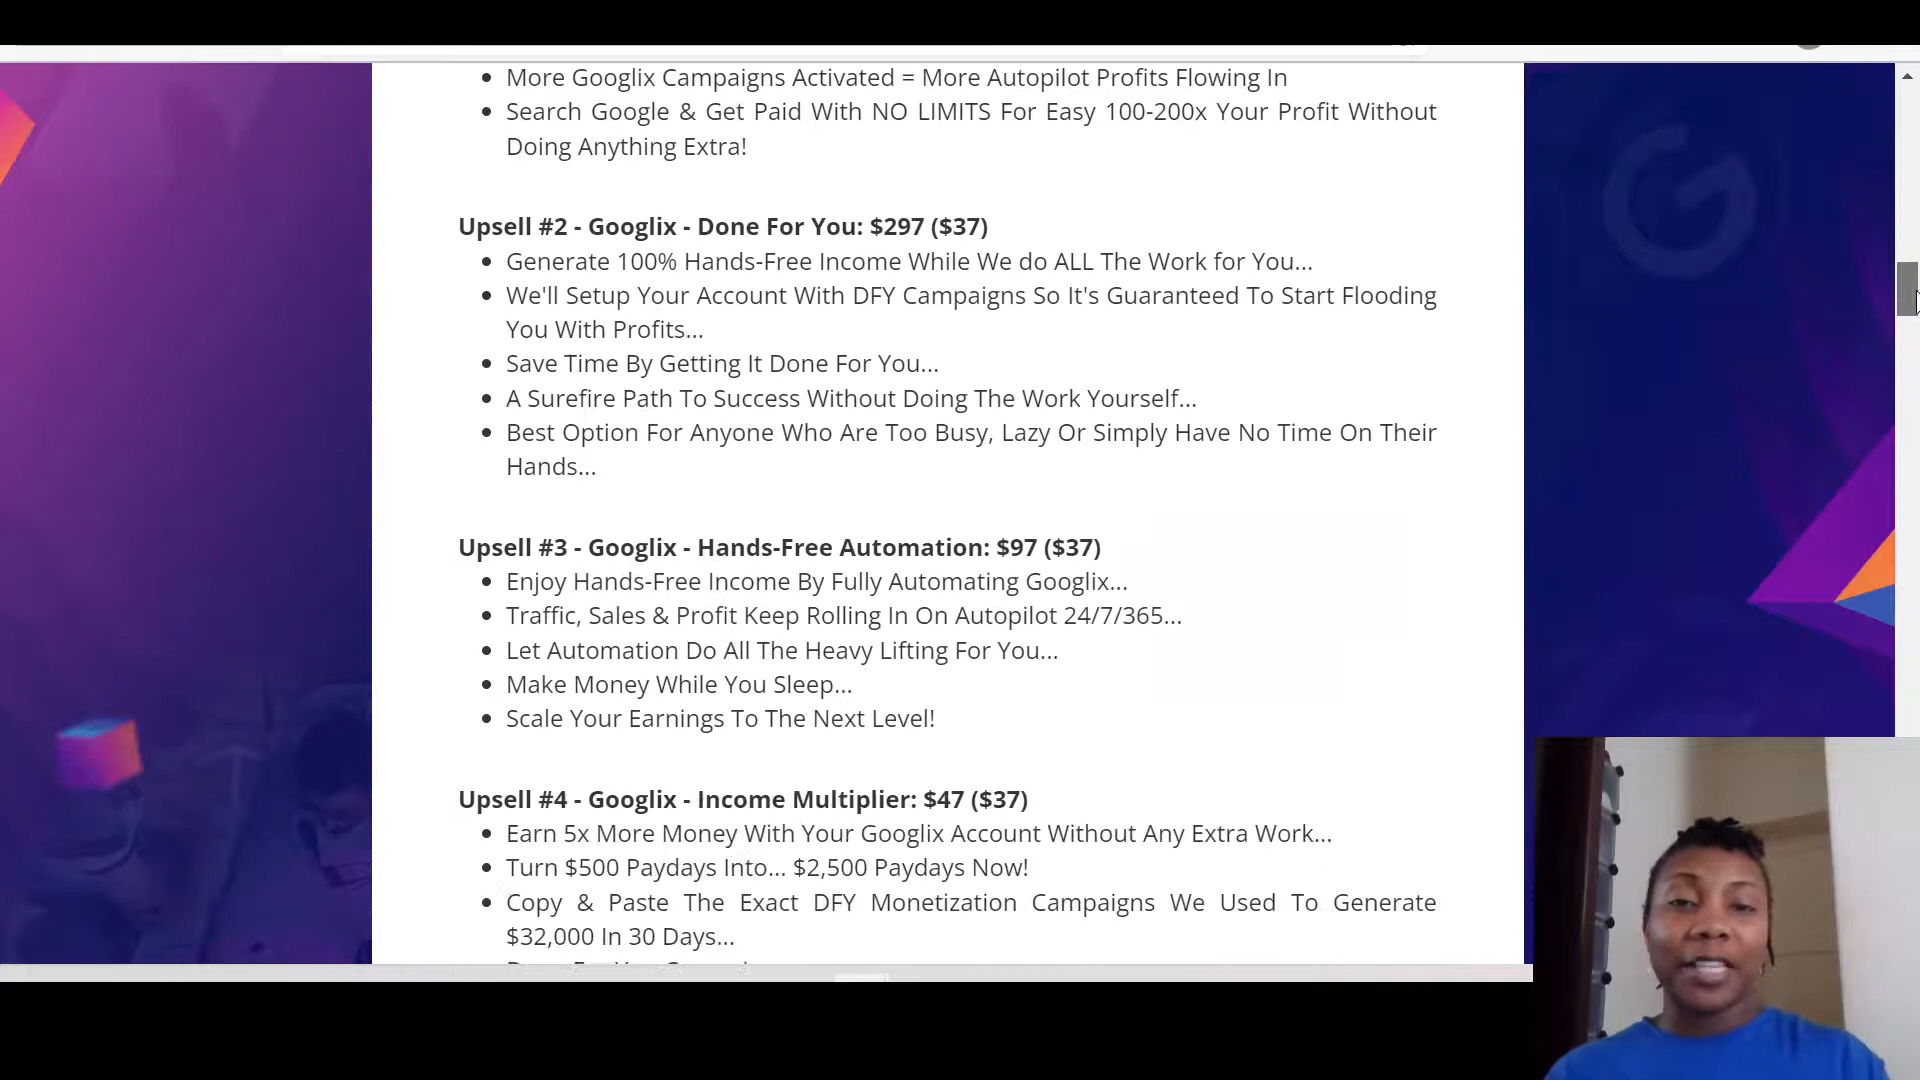 More Googlix Campaigns Activated = More Autopilot Profits Flowing In
Search Google & Get Paid With NO LIMITS For Easy 100-200x Your Profit Without
Doing Anything Extra!
Upsell #2 - Googlix - Done For You: $297 ($37)
Generate 100% Hands-Free Income While We do ALL The Work for You...
We'll Setup Your Account With DFY Campaigns So It's Guaranteed To Start Flooding
You With Profits...
Save Time By Getting It Done For You...
A Surefire Path To Success Without Doing The Work Yourself...
Best Option For Anyone Who Are Too Busy, Lazy Or Simply Have No Time On Their
Hands...
Upsell #3 - Googlix - Hands-Free Automation: $97 ($37)
Enjoy Hands-Free Income By Fully Automating Googlix...
Traffic, Sales & Profit Keep Rolling In On Autopilot 24/7/365...
Let Automation Do All The Heavy Lifting For You...
Make Money While You Sleep...
Scale Your Earnings To The Next Level!
Upsell #4 - Googlix - Income Multiplier: $47 ($37)
Earn 5x More Money With Your Googlix Account Without Any Extra Work...
Turn $500 Paydays Into... $2,500 Paydays Now!
Copy & Paste The Exact DFY Monetization Campaigns We Used To Generate
$32,000 In 30 Days...